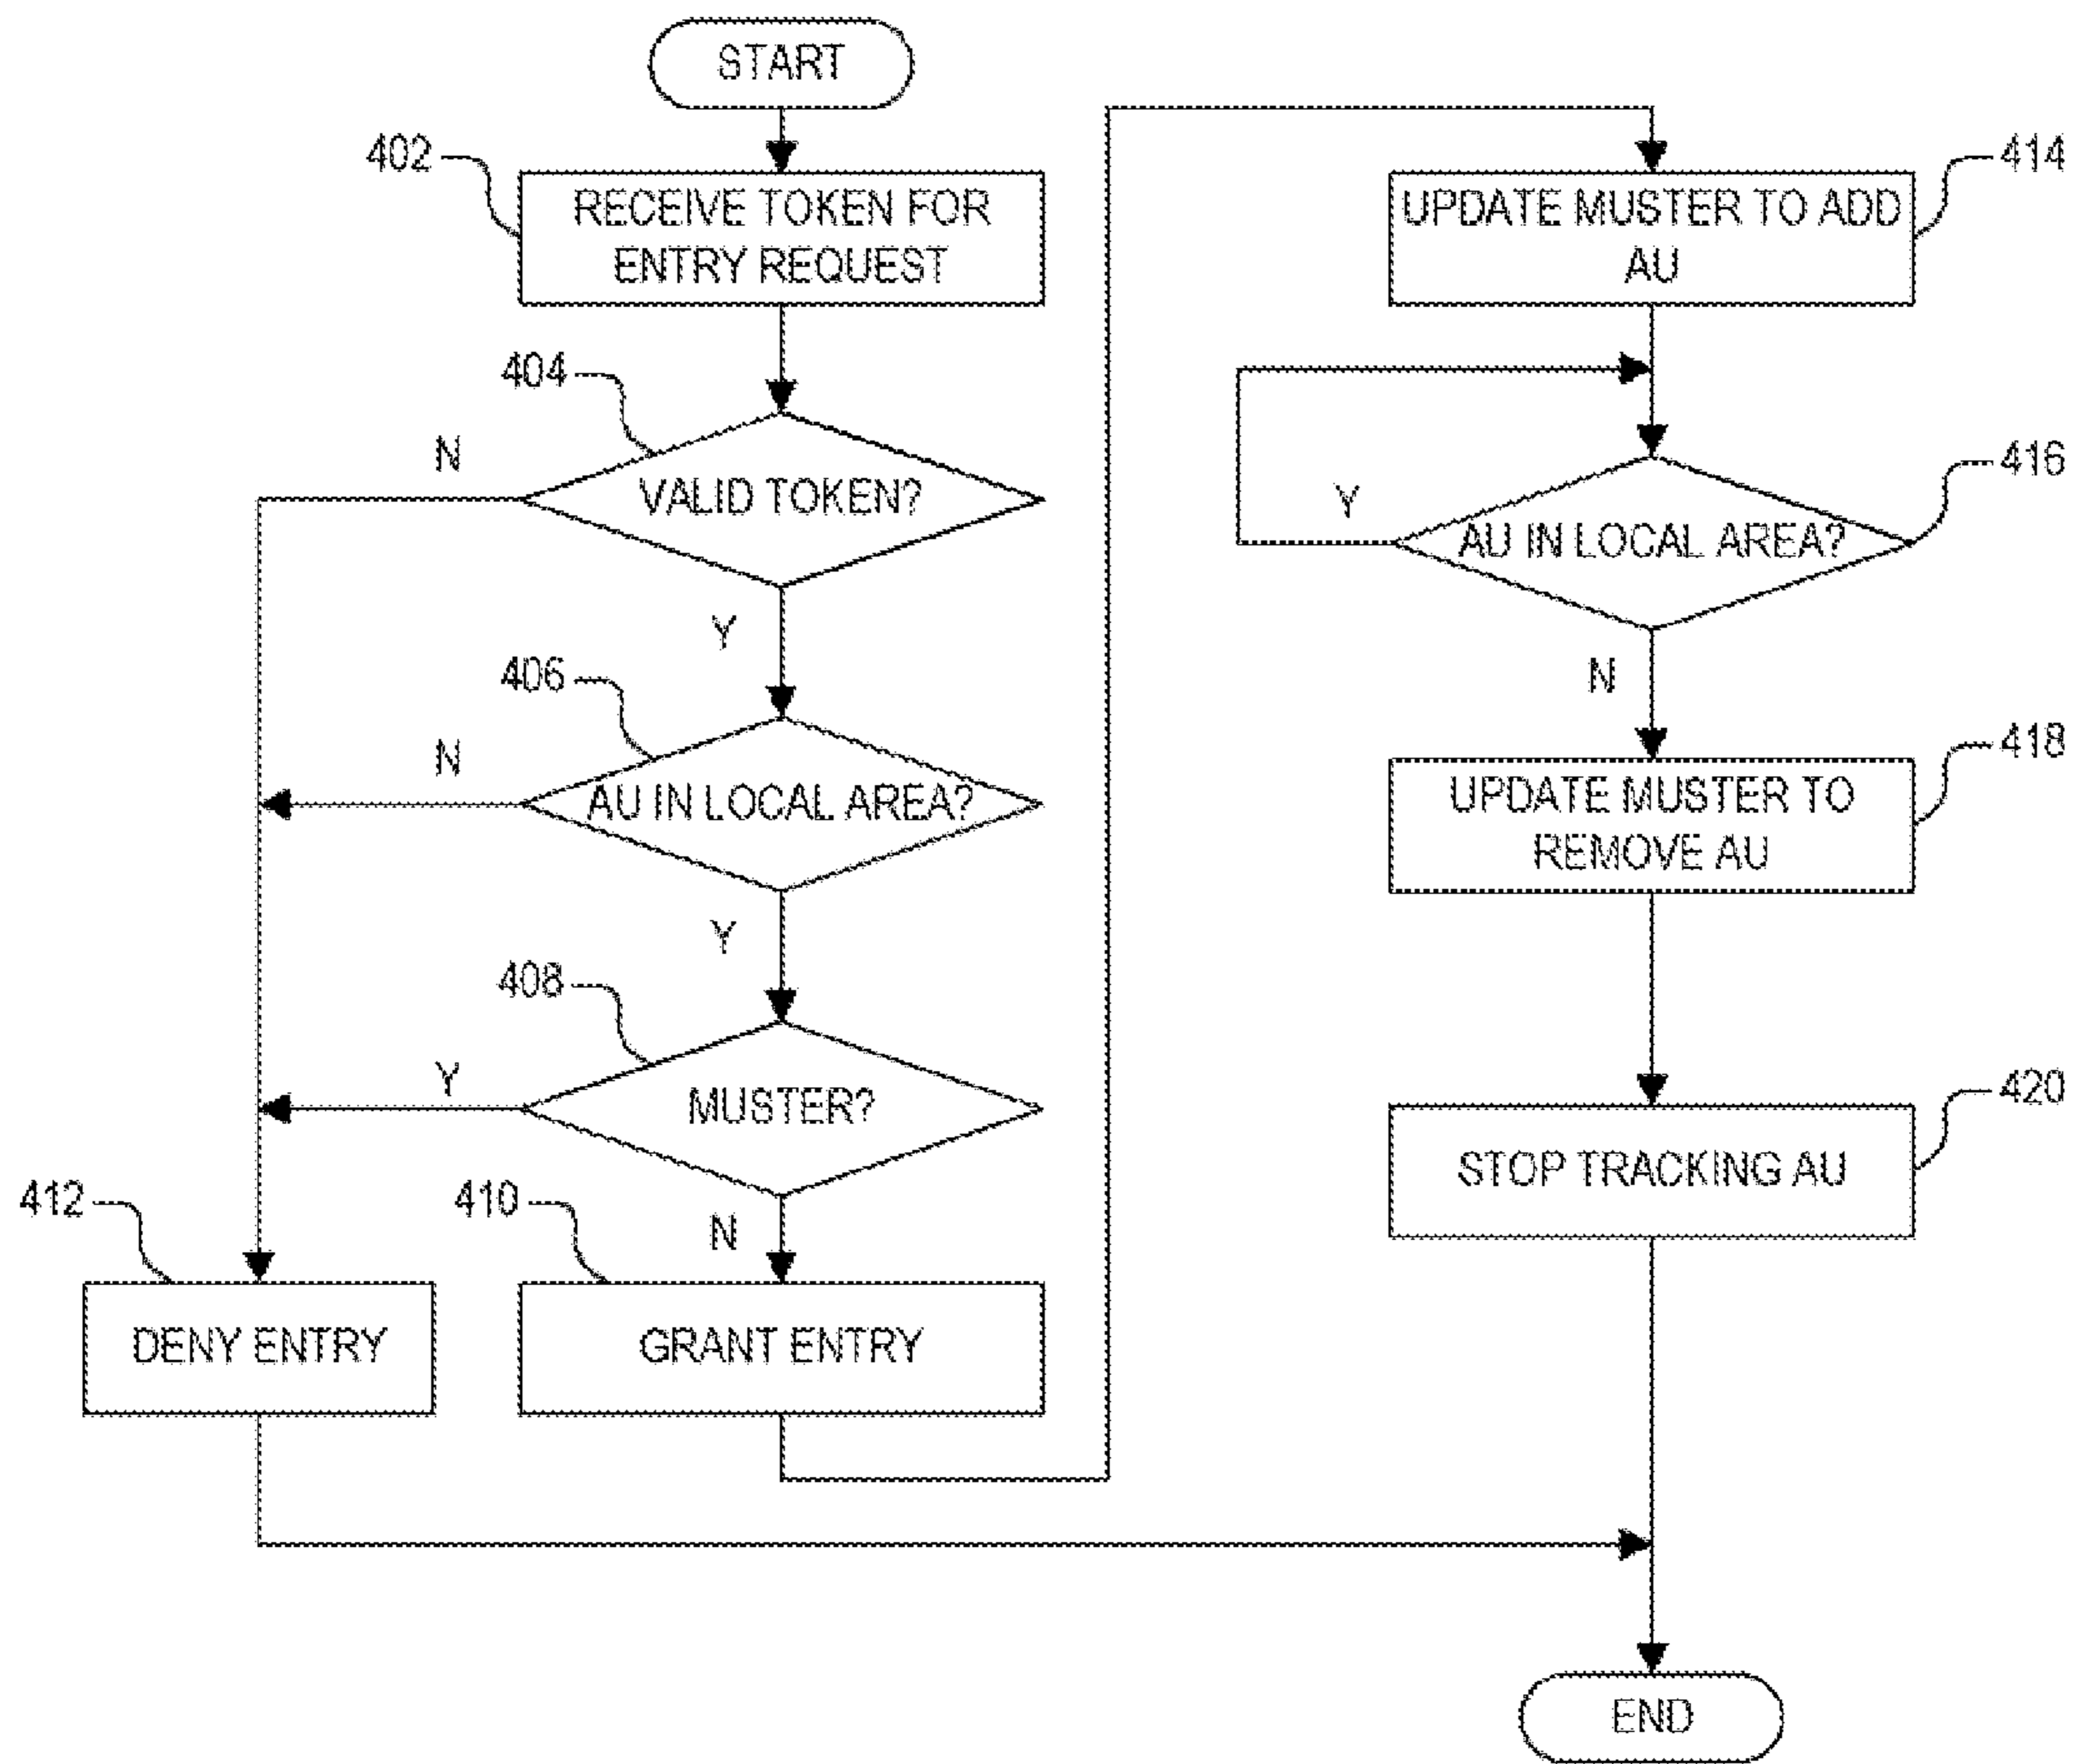 START
402
RECEIVE TOKEN FOR
ENTRY REQUEST
404
N
VALID TOKEN?
Y
406
N
AU IN LOCAL AREA?
Y
408
Y
MUSTER?
N
412
DENY ENTRY
410
GRANT ENTRY
414
UPDATE MUSTER TO ADD
AU
416
Y
AU IN LOCAL AREA?
N
418
UPDATE MUSTER TO
REMOVE AU
420
STOP TRACKING AU
END